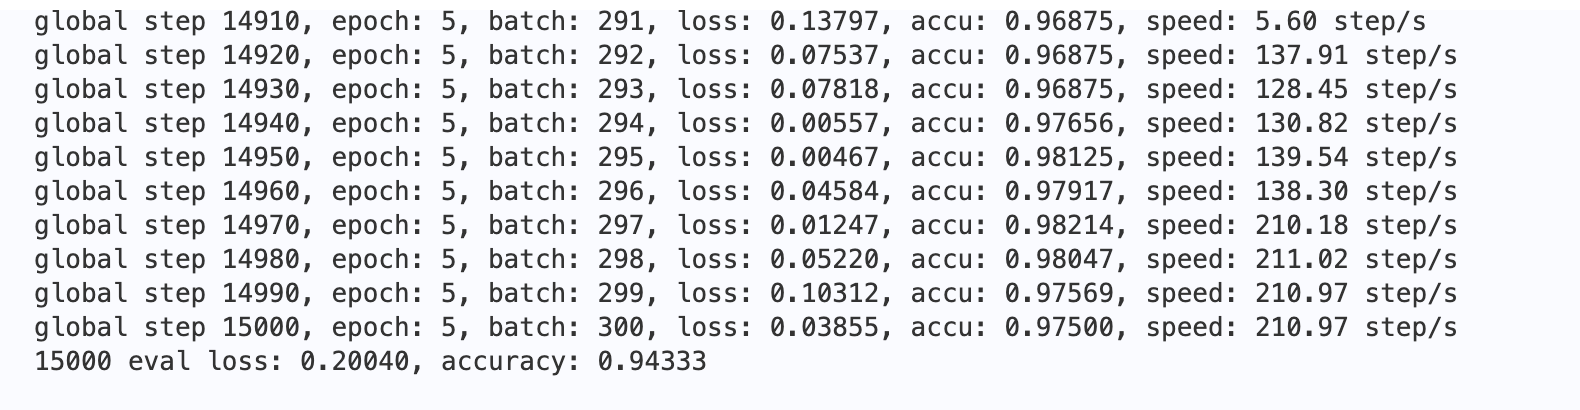 global step 14910, epoch: 5, batch: 291, loss: 0.13797, accu: 0.96875, speed: 5.60 step/s
global step 14920, epoch: 5, batch: 292, loss: 0.07537, accu: 0.96875, speed: 137.91 step/s
global step 14930, epoch: 5, batch: 293, loss: 0.07818, accu: 0.96875, speed: 128.45 step/s
global step 14940, epoch: 5, batch: 294, loss: 0.00557, accu: 0.97656, speed: 130.82 step/s
global step 14950, epoch: 5, batch: 295, loss: 0.00467, accu: 0.98125, speed: 139.54 step/s
global step 14960, epoch: 5, batch: 296, loss: 0.04584, accu: 0.97917, speed: 138.30 step/s
global step 14970, epoch: 5, batch: 297, loss: 0.01247, accu: 0.98214, speed: 210.18 step/s
global step 14980, epoch: 5, batch: 298, loss: 0.05220, accu: 0.98047, speed: 211.02 step/s
global step 14990, epoch: 5, batch: 299, loss: 0.10312, accu: 0.97569, speed: 210.97 step/s
global step 15000, epoch: 5, batch: 300, loss: 0.03855, accu: 0.97500, speed: 210.97 step/s
15000 eval loss: 0.20040, accuracy: 0.94333